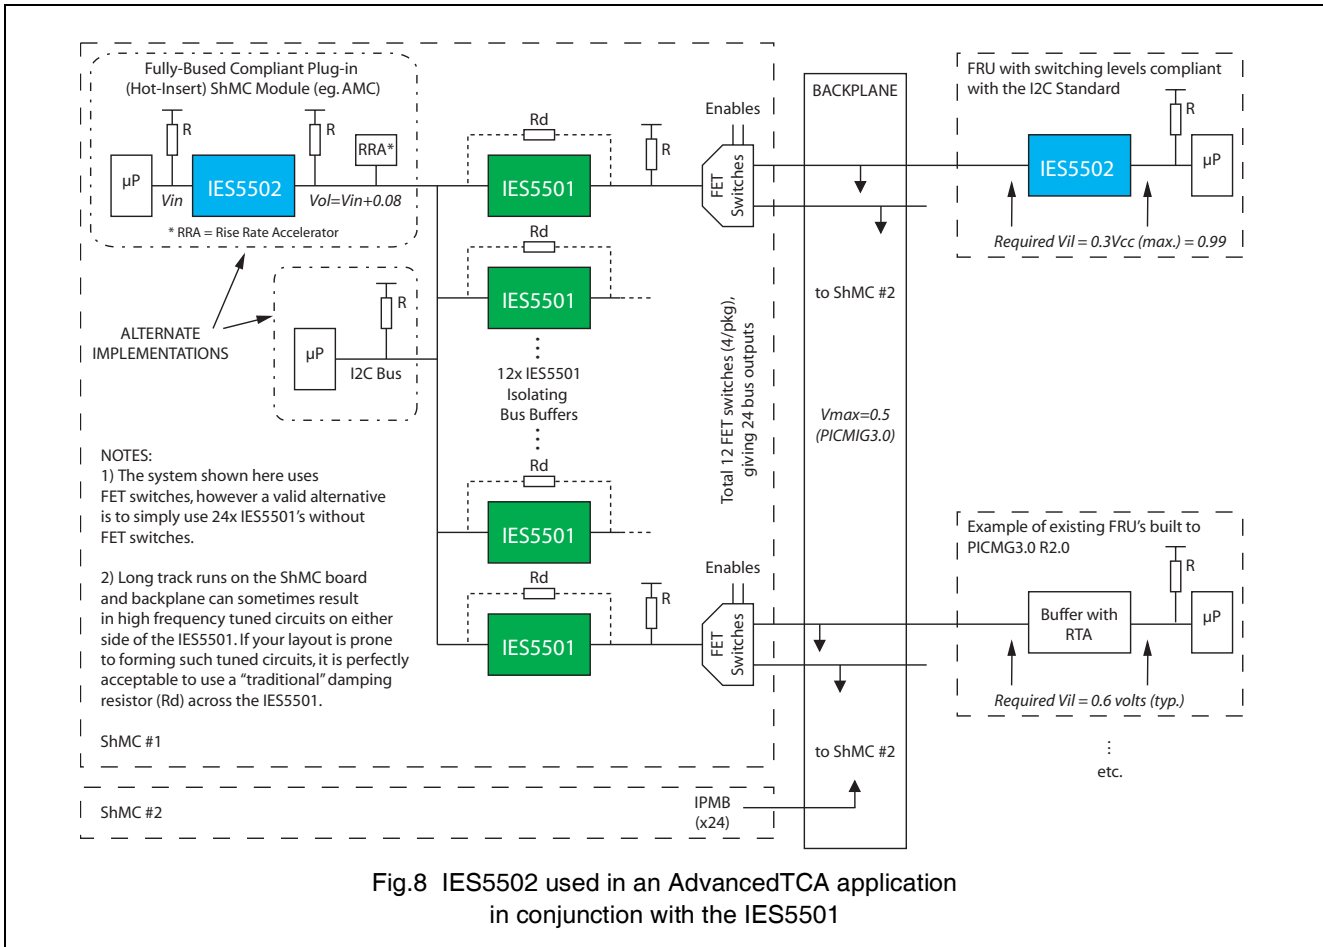 Fully-Bused Compliant Plug-in
(Hot-Insert) ShMC Module (eg. AMC)
R
R
RRA*
µP
IES5502
Vin
Vol=Vin+0.08
* RRA = Rise Rate Accelerator
ALTERNATE
IMPLEMENTATIONS
R
µP
I2C Bus
Rd
IES5501
Rd
IES5501
12x IES5501
Isolating
Bus Buffers
Rd
IES5501
Rd
IES5501
R
Enables
FET
Switches
Total 12 FET switches (4/pkg),
giving 24 bus outputs
R
Enables
FET
Switches
NOTES:
1) The system shown here uses
FET switches, however a valid alternative
is to simply use 24x IES5501's without
FET switches.
2) Long track runs on the ShMC board
and backplane can sometimes result
in high frequency tuned circuits on either
side of the IES5501. If your layout is prone
to forming such tuned circuits, it is perfectly
acceptable to use a “traditional” damping
resistor (Rd) across the IES5501.
ShMC #1
ShMC #2
IPMB
(x24)
BACKPLANE
to ShMC #2
Vmax=0.5
(PICMIG3.0)
to ShMC #2
FRU with switching levels compliant
with the I2C Standard
R
IES5502
µP
Required Vil = 0.3Vcc (max.) = 0.99
Example of existing FRU's built to
PICMG3.0 R2.0
R
Buffer with
RTA
µP
Required Vil = 0.6 volts (typ.)
etc.
Fig.8 IES5502 used in an AdvancedTCA application
in conjunction with the IES5501